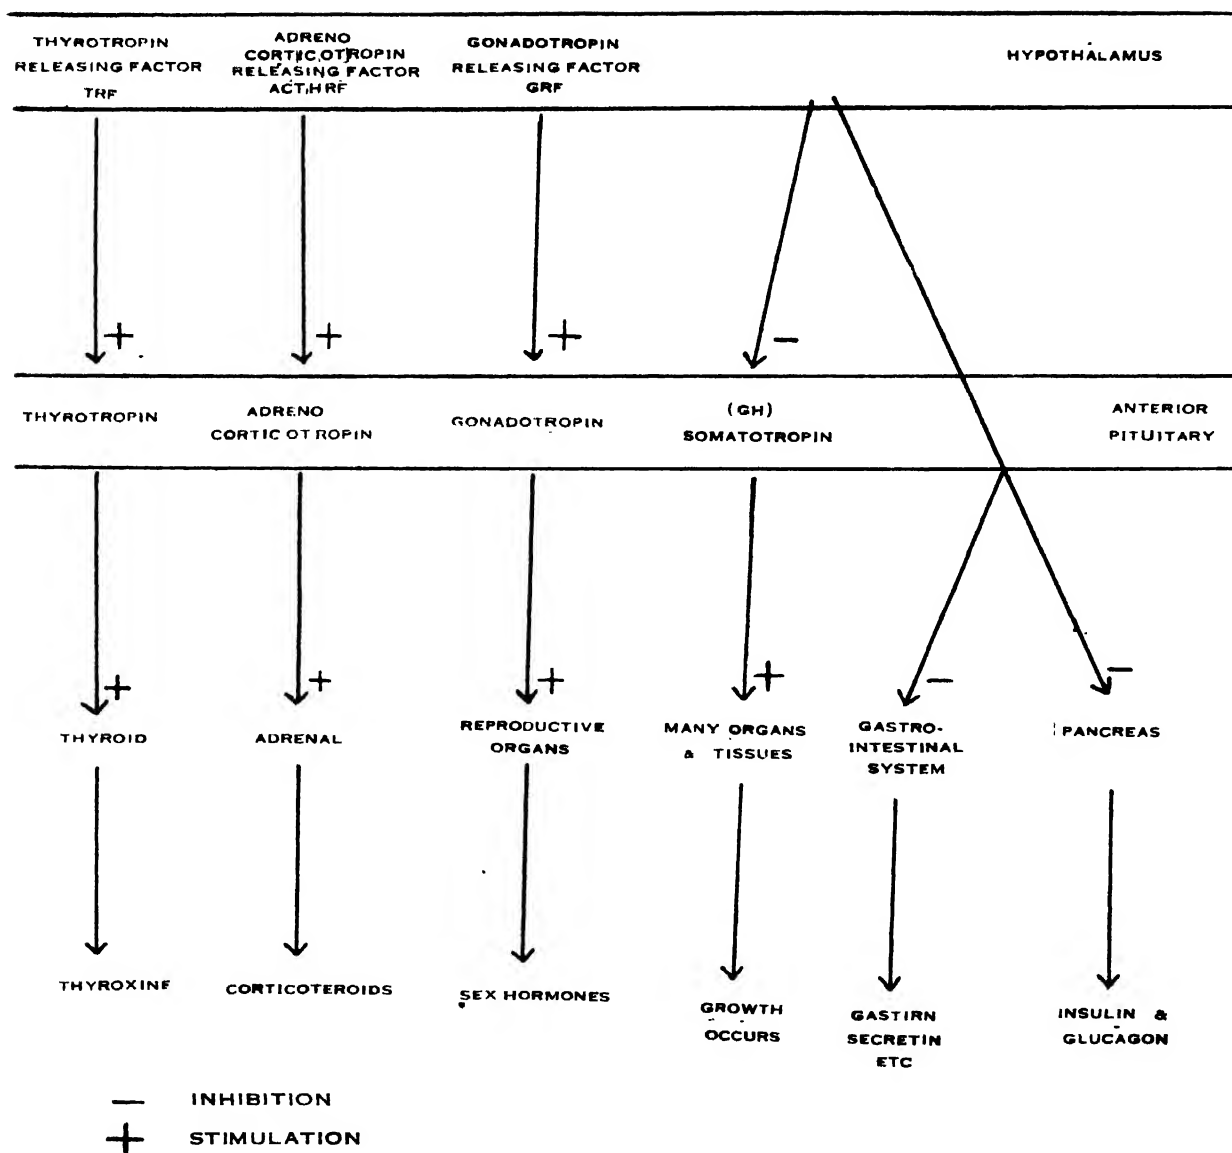 THYROTROPIN
RELEASING FACTOR
TRF
ADRENO
CORTICOTROPIN
RELEASING FACTOR
ACTHRF
GONADOTROPIN
RELEASING FACTOR
GRF
HYPOTHALAMUS
+
+
+
−
THYROTROPIN
ADRENO
CORTICOTROPIN
GONADOTROPIN
(GH)
SOMATOTROPIN
ANTERIOR
PITUITARY
+
+
+
+
−
−
THYROID
ADRENAL
REPRODUCTIVE
ORGANS
MANY ORGANS
& TISSUES
GASTRO-
INTESTINAL
SYSTEM
PANCREAS
THYROXINE
CORTICOTEROIDS
SEX HORMONES
GROWTH
OCCURS
GASTIRN
SECRETIN
ETC
INSULIN &
GLUCAGON
− INHIBITION
+ STIMULATION